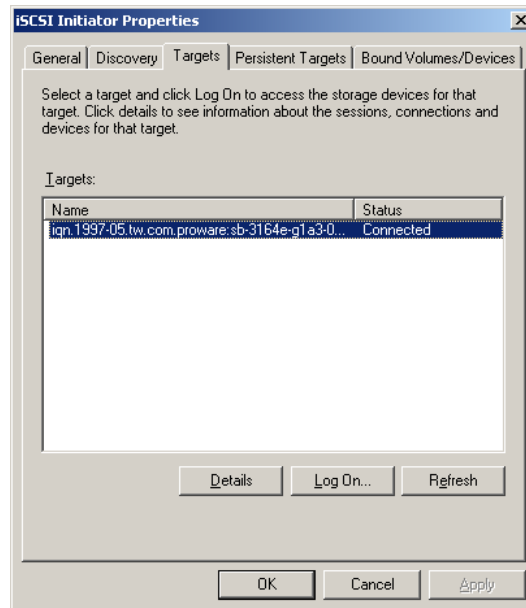 iSCSI Initiator Properties
General Discovery Targets Persistent Targets Bound Volumes/Devices
Select a target and click Log On to access the storage devices for that
target. Click details to see information about the sessions, connections and
devices for that target.
Targets:
Name Status
iqn.1997-05.tw.com.proware:sb-3164e-g1a3-0... Connected
Details Log On... Refresh
OK Cancel Apply